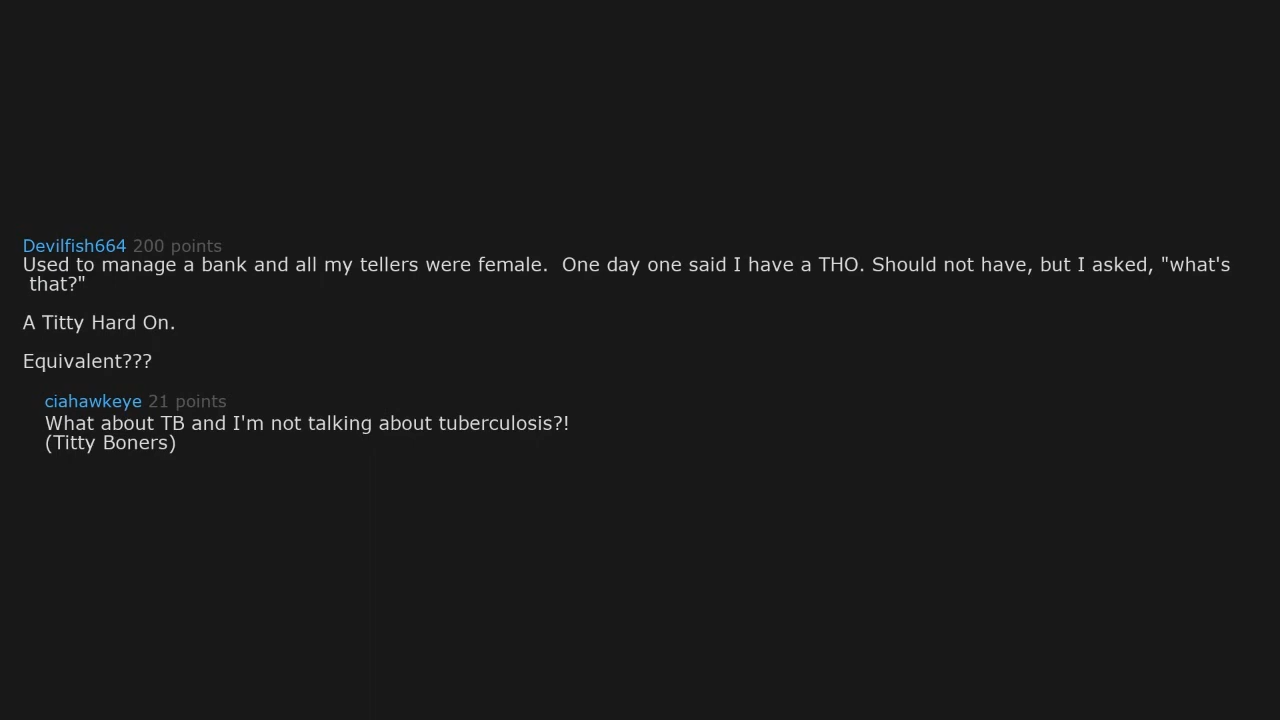 Devilfish664 200 points
Used to manage a bank and all my tellers were female.  One day one said I have a THO. Should not have, but I asked, "what's
that?"
A Titty Hard On.
Equivalent???
ciahawkeye 21 points
What about TB and I'm not talking about tuberculosis?!
(Titty Boners)